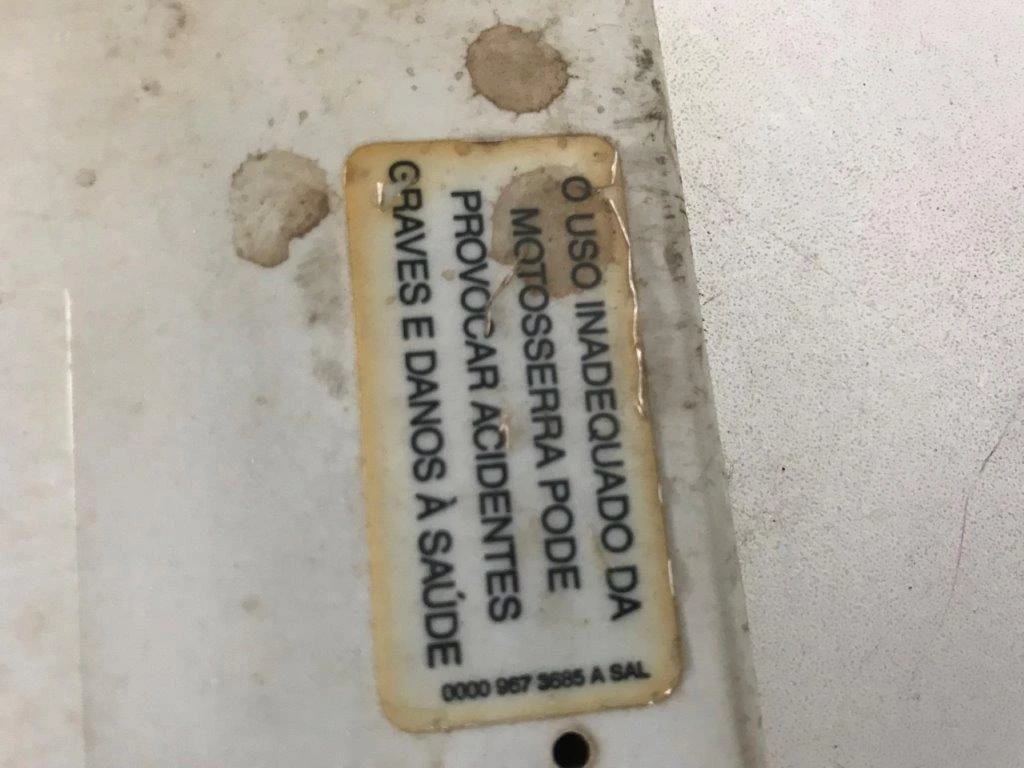 O USO INADEQUADO DA
MOTOSSERRA PODE
PROVOCAR ACIDENTES
GRAVES E DANOS À SAÚDE
0000 967 3685 A SAL